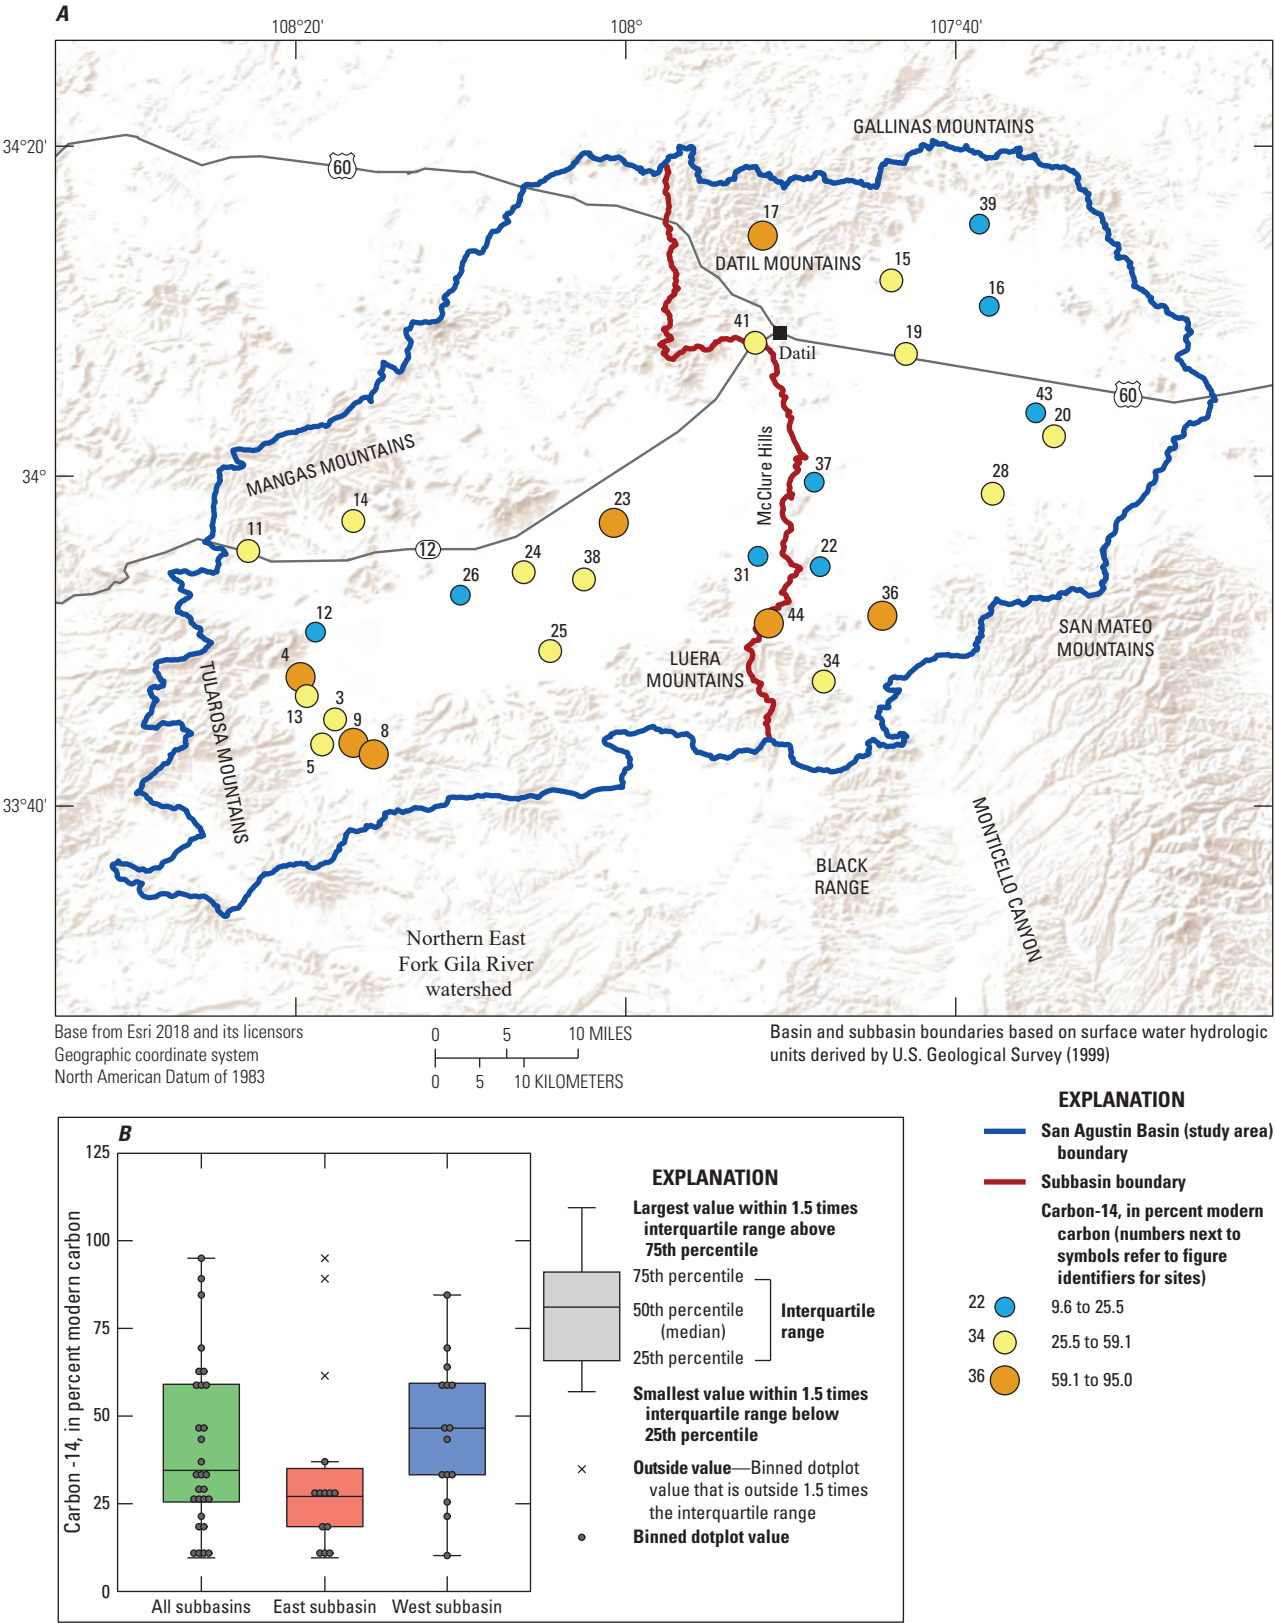 A
108°20'
108°
107°40'
34°20'
GALLINAS MOUNTAINS
60
39
17
DATIL MOUNTAINS
15
16
41
Datil
19
60
43
20
MANGAS MOUNTAINS
McClure Hills
37
34°
28
14
23
11
12
24
38
26
31
22
12
36
44
SAN MATEO
MOUNTAINS
25
LUERA
MOUNTAINS
34
4
TULAROSA MOUNTAINS
13
3
9
8
5
33°40'
MONTICELLO CANYON
BLACK
RANGE
Northern East
Fork Gila River
watershed
Base from Esri 2018 and its licensors
Geographic coordinate system
North American Datum of 1983
0 5 10 MILES
0 5 10 KILOMETERS
Basin and subbasin boundaries based on surface water hydrologic
units derived by U.S. Geological Survey (1999)
EXPLANATION
San Agustin Basin (study area)
boundary
Subbasin boundary
Carbon-14, in percent modern
carbon (numbers next to
symbols refer to figure
identifiers for sites)
22 9.6 to 25.5
34 25.5 to 59.1
36 59.1 to 95.0
B
Carbon -14, in percent modern carbon
125
100
75
50
25
0
All subbasins
East subbasin
West subbasin
EXPLANATION
Largest value within 1.5 times
interquartile range above
75th percentile
75th percentile
50th percentile
(median)
Interquartile
range
25th percentile
Smallest value within 1.5 times
interquartile range below
25th percentile
Outside value—Binned dotplot
value that is outside 1.5 times
the interquartile range
Binned dotplot value